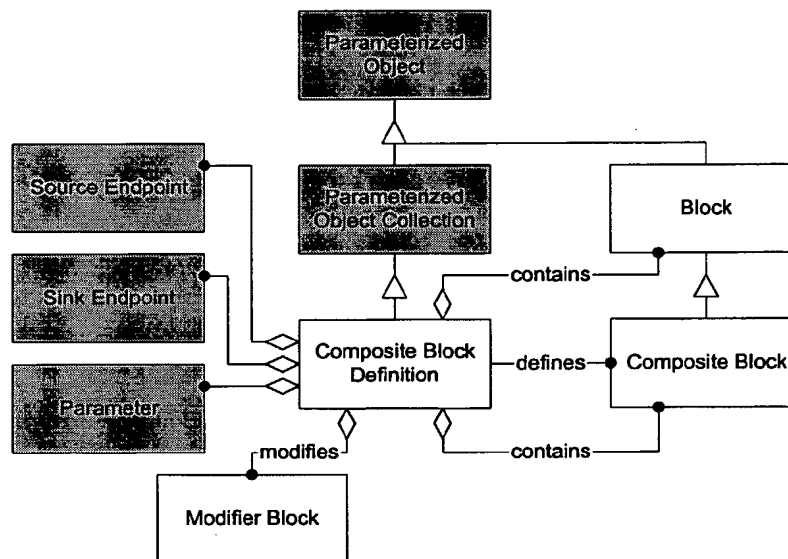 Parameterized
Object
Source Endpoint
Parameterized
Object Collection
Block
contains
Sink Endpoint
Composite Block
Definition
defines
Composite Block
Parameter
modifies
contains
Modifier Block